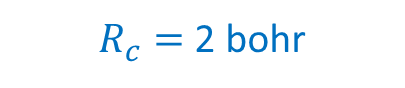 R_c = 2 bohr